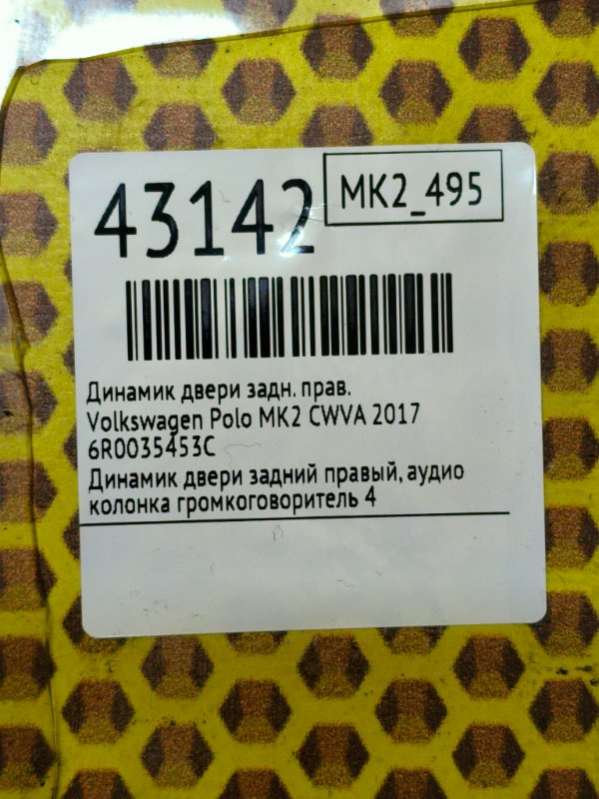 43142
MK2_495
Динамик двери задн. прав.
Volkswagen Polo MK2 CWVA 2017
6R0035453C
Динамик двери задний правый, аудио
колонка громкоговоритель 4